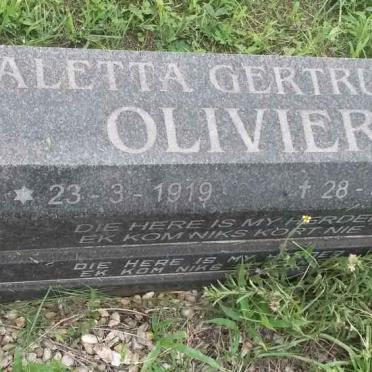 ALETTA GERTRU
OLIVIER
23-3-1919 † 28-
DIE HERE IS MY HERDER
EK KOM NIKS KORT NIE
DIE HERE IS MY
EK KOM NIKS